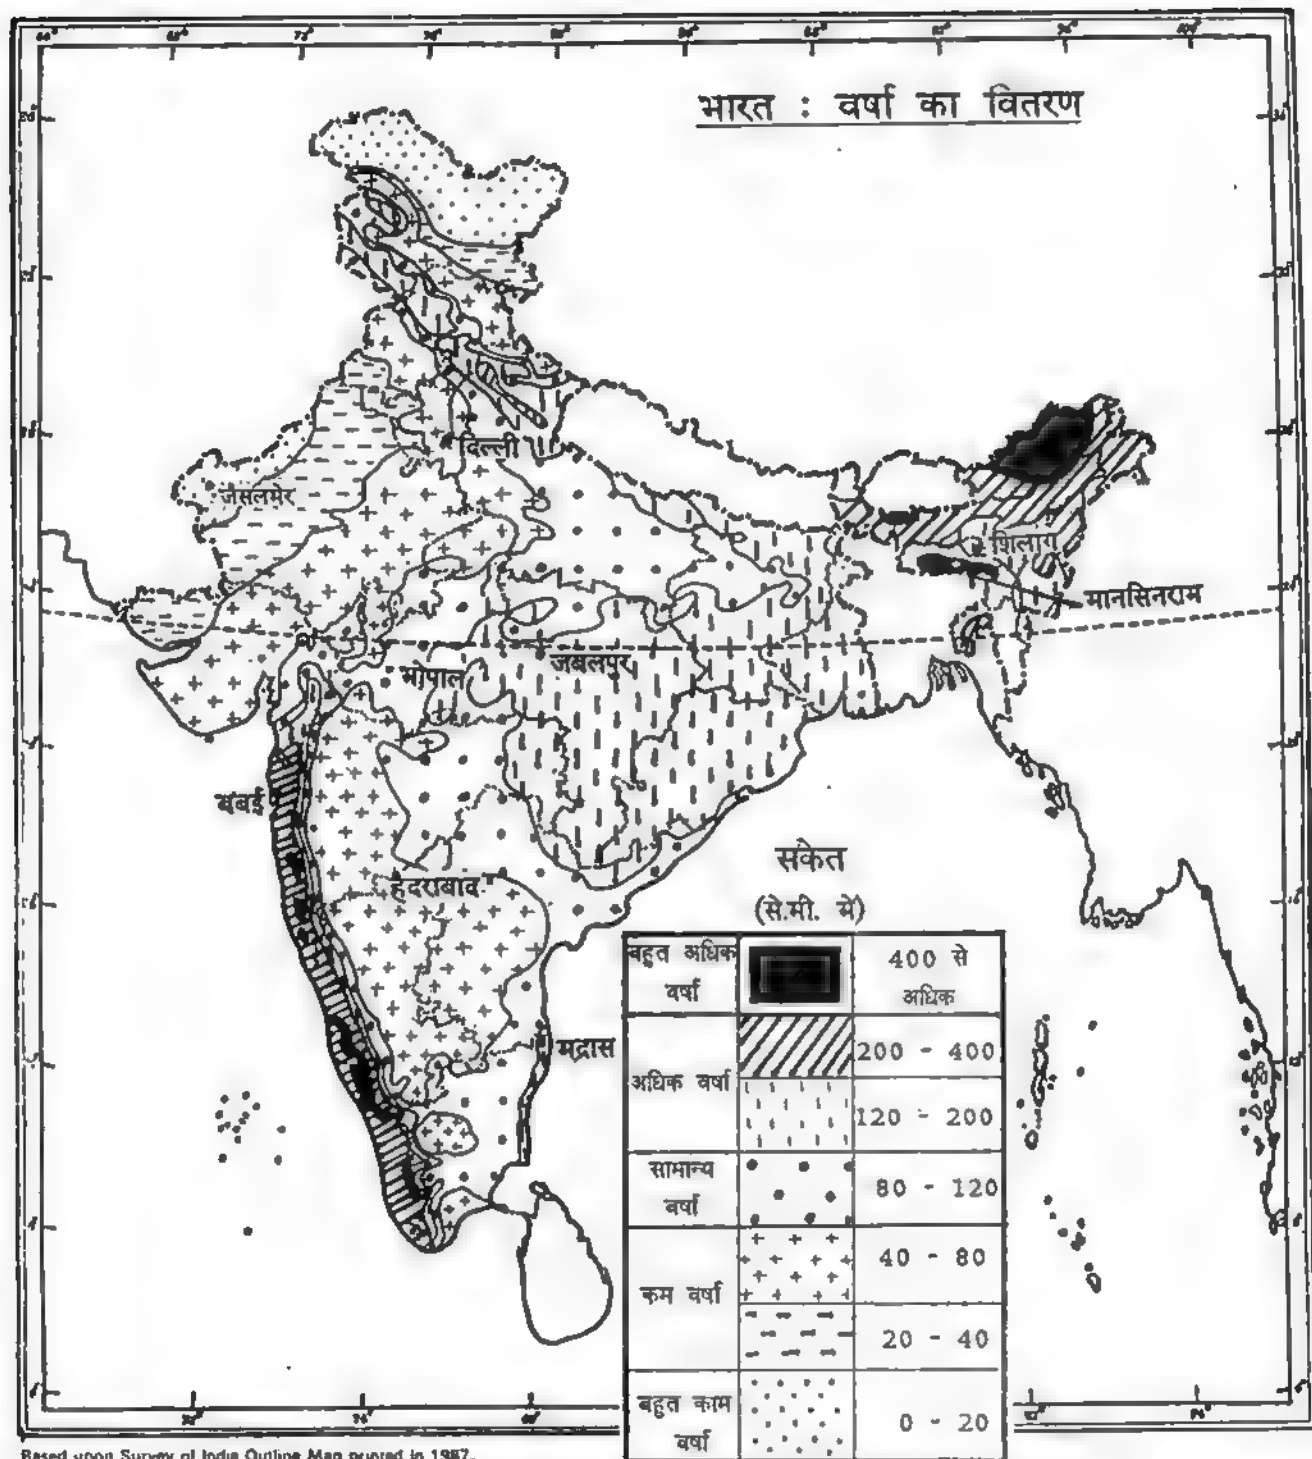 भारत : वर्षा का वितरण
दिल्ली
जैसलमेर
शिलांग
मानसिनराम
भोपाल
जबलपुर
बंबई
हैदराबाद
मद्रास
संकेत
(से.मी. में)
बहुत अधिक वर्षा 400 से अधिक
अधिक वर्षा 200 - 400
120 - 200
सामान्य वर्षा 80 - 120
कम वर्षा 40 - 80
20 - 40
बहुत काम वर्षा 0 - 20
Based upon Survey of India Outline Map printed in 1987.